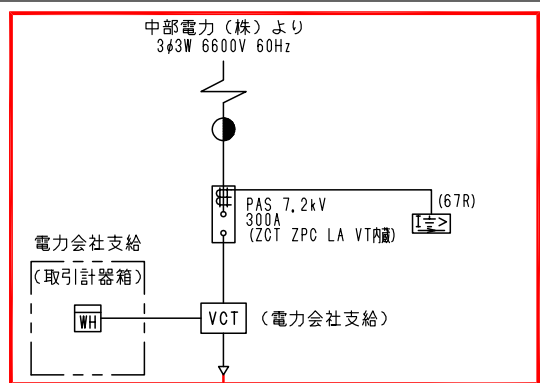 中部電力（株）より
3φ3W 6600V 60Hz
PAS 7.2kV
300A
(ZCT ZPC LA VT内蔵)
(67R)
I>
電力会社支給
(取引計器箱)
WH
VCT
(電力会社支給)